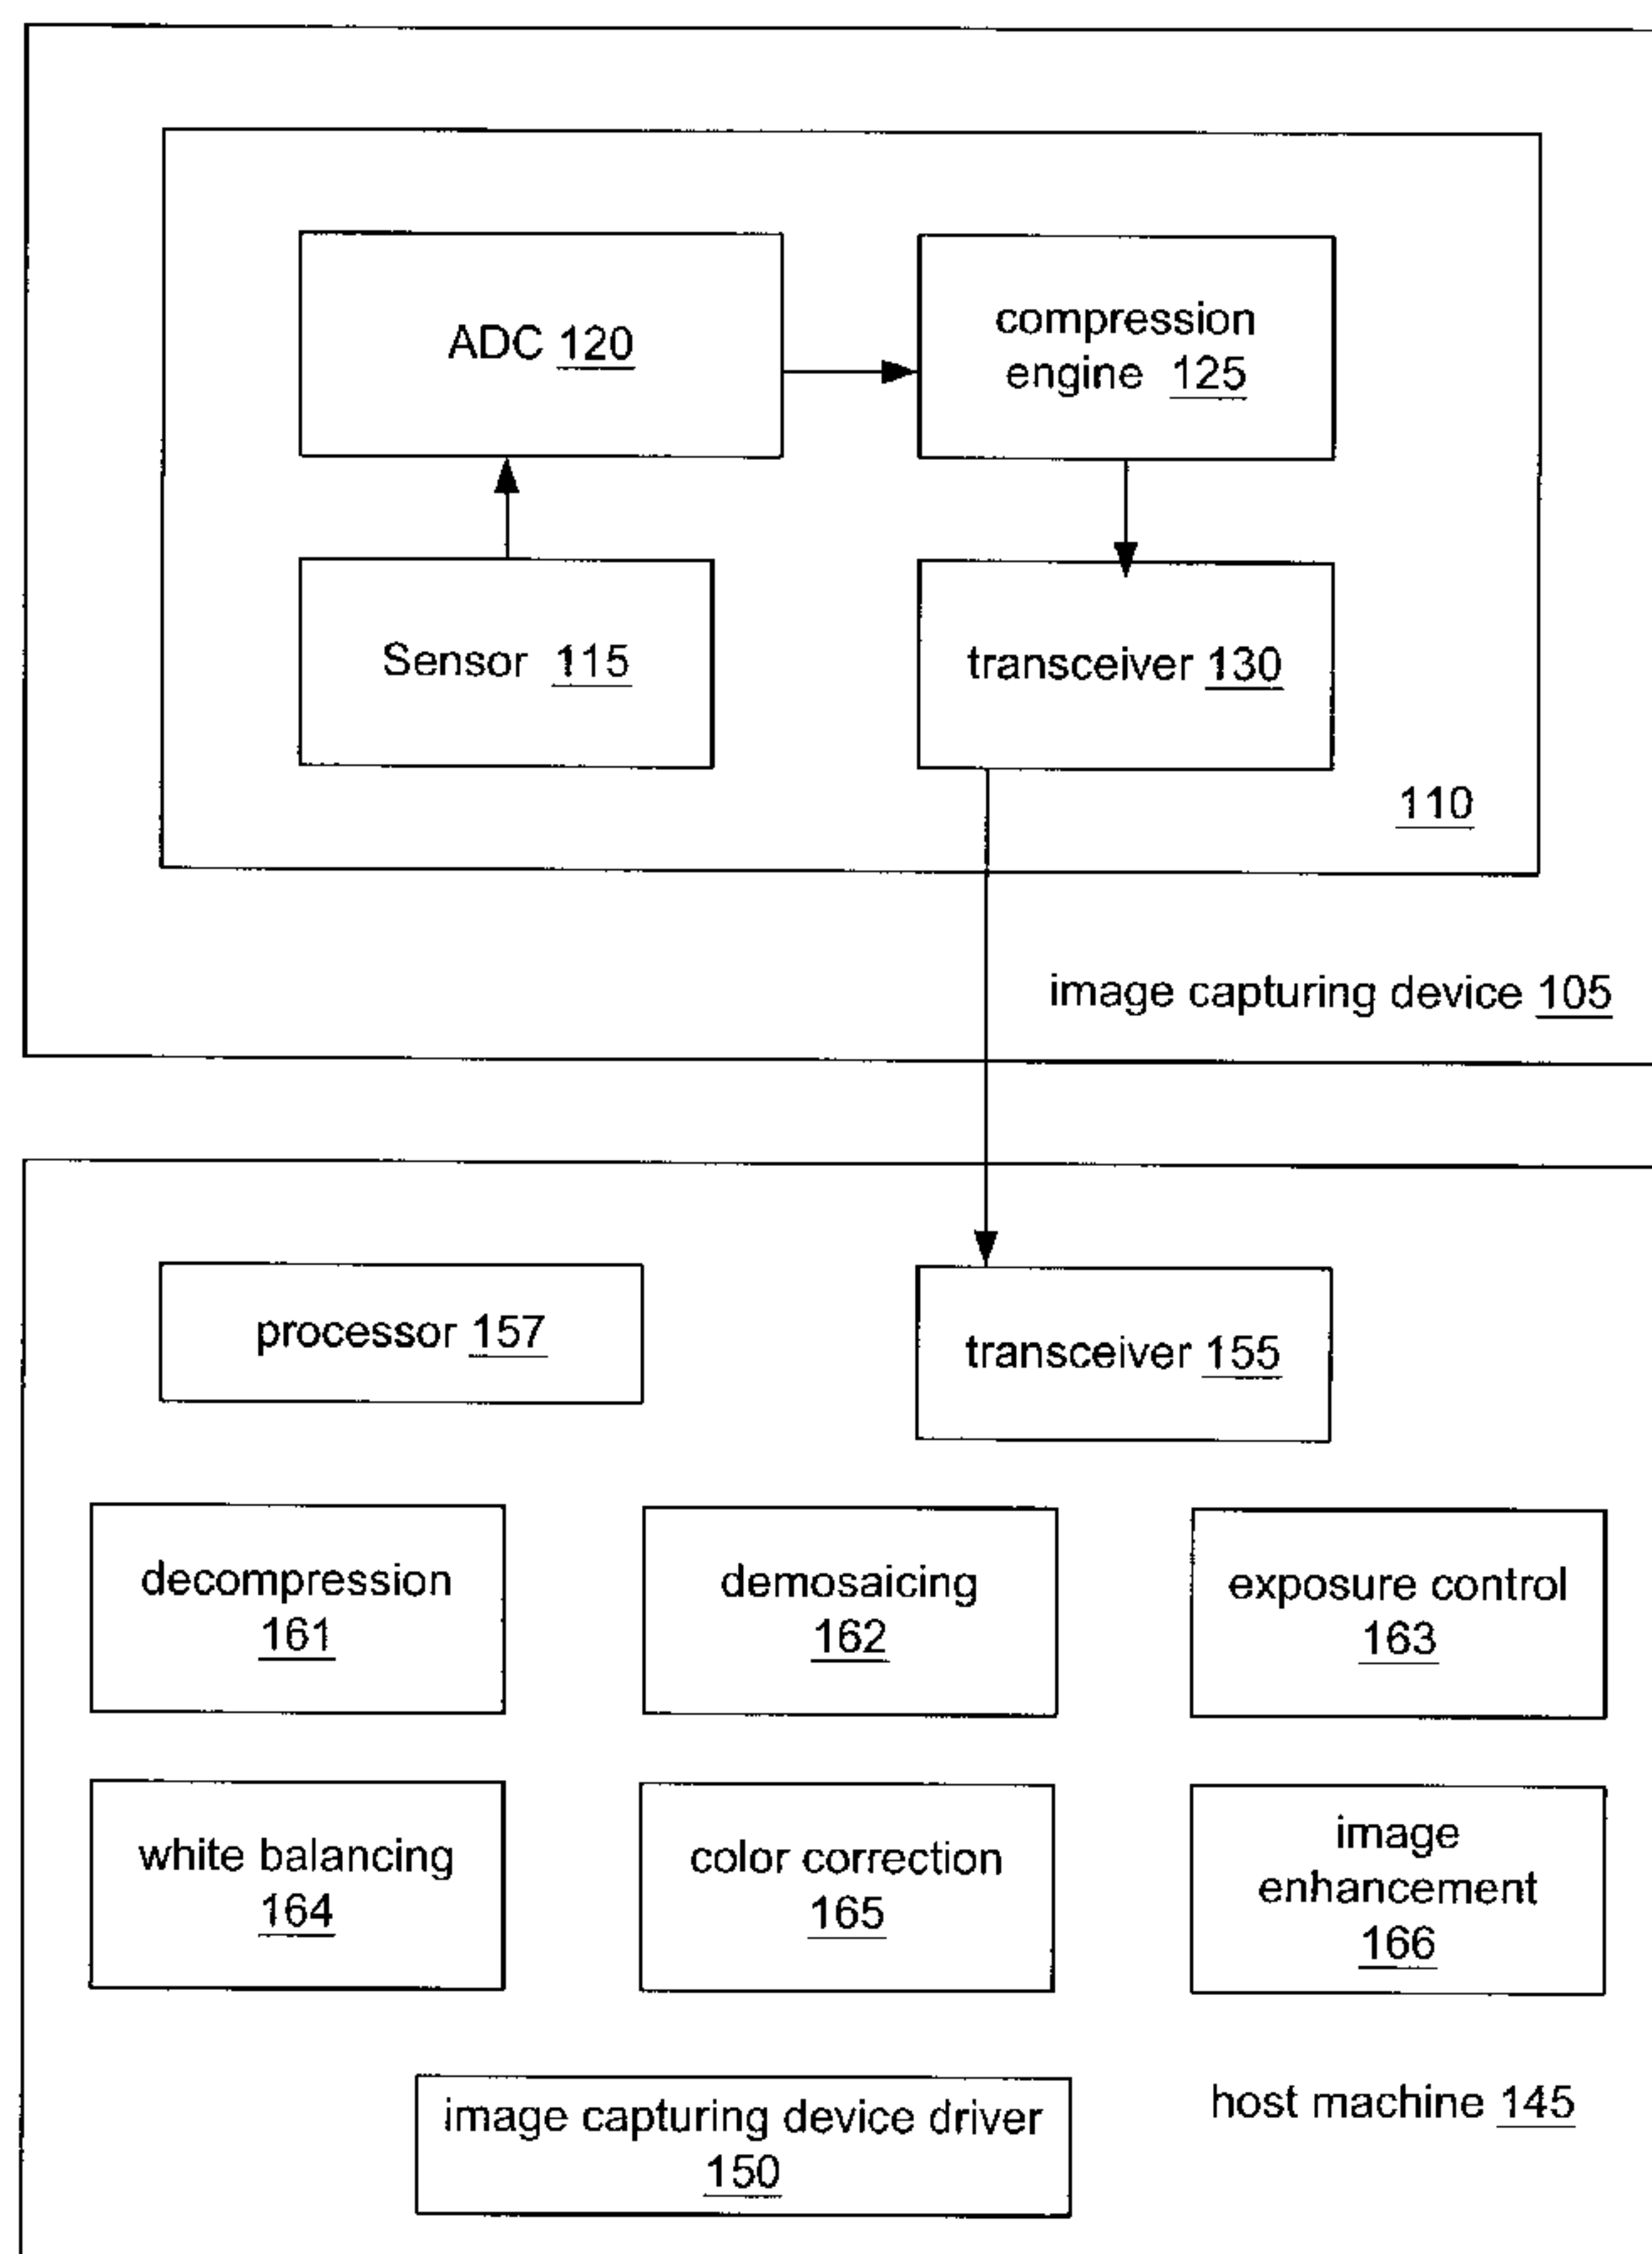 ADC 120
compression
engine 125
Sensor 115
transceiver 130
110
image capturing device 105
processor 157
transceiver 155
decompression
161
demosaicing
162
exposure control
163
white balancing
164
color correction
165
image
enhancement
166
image capturing device driver
150
host machine 145